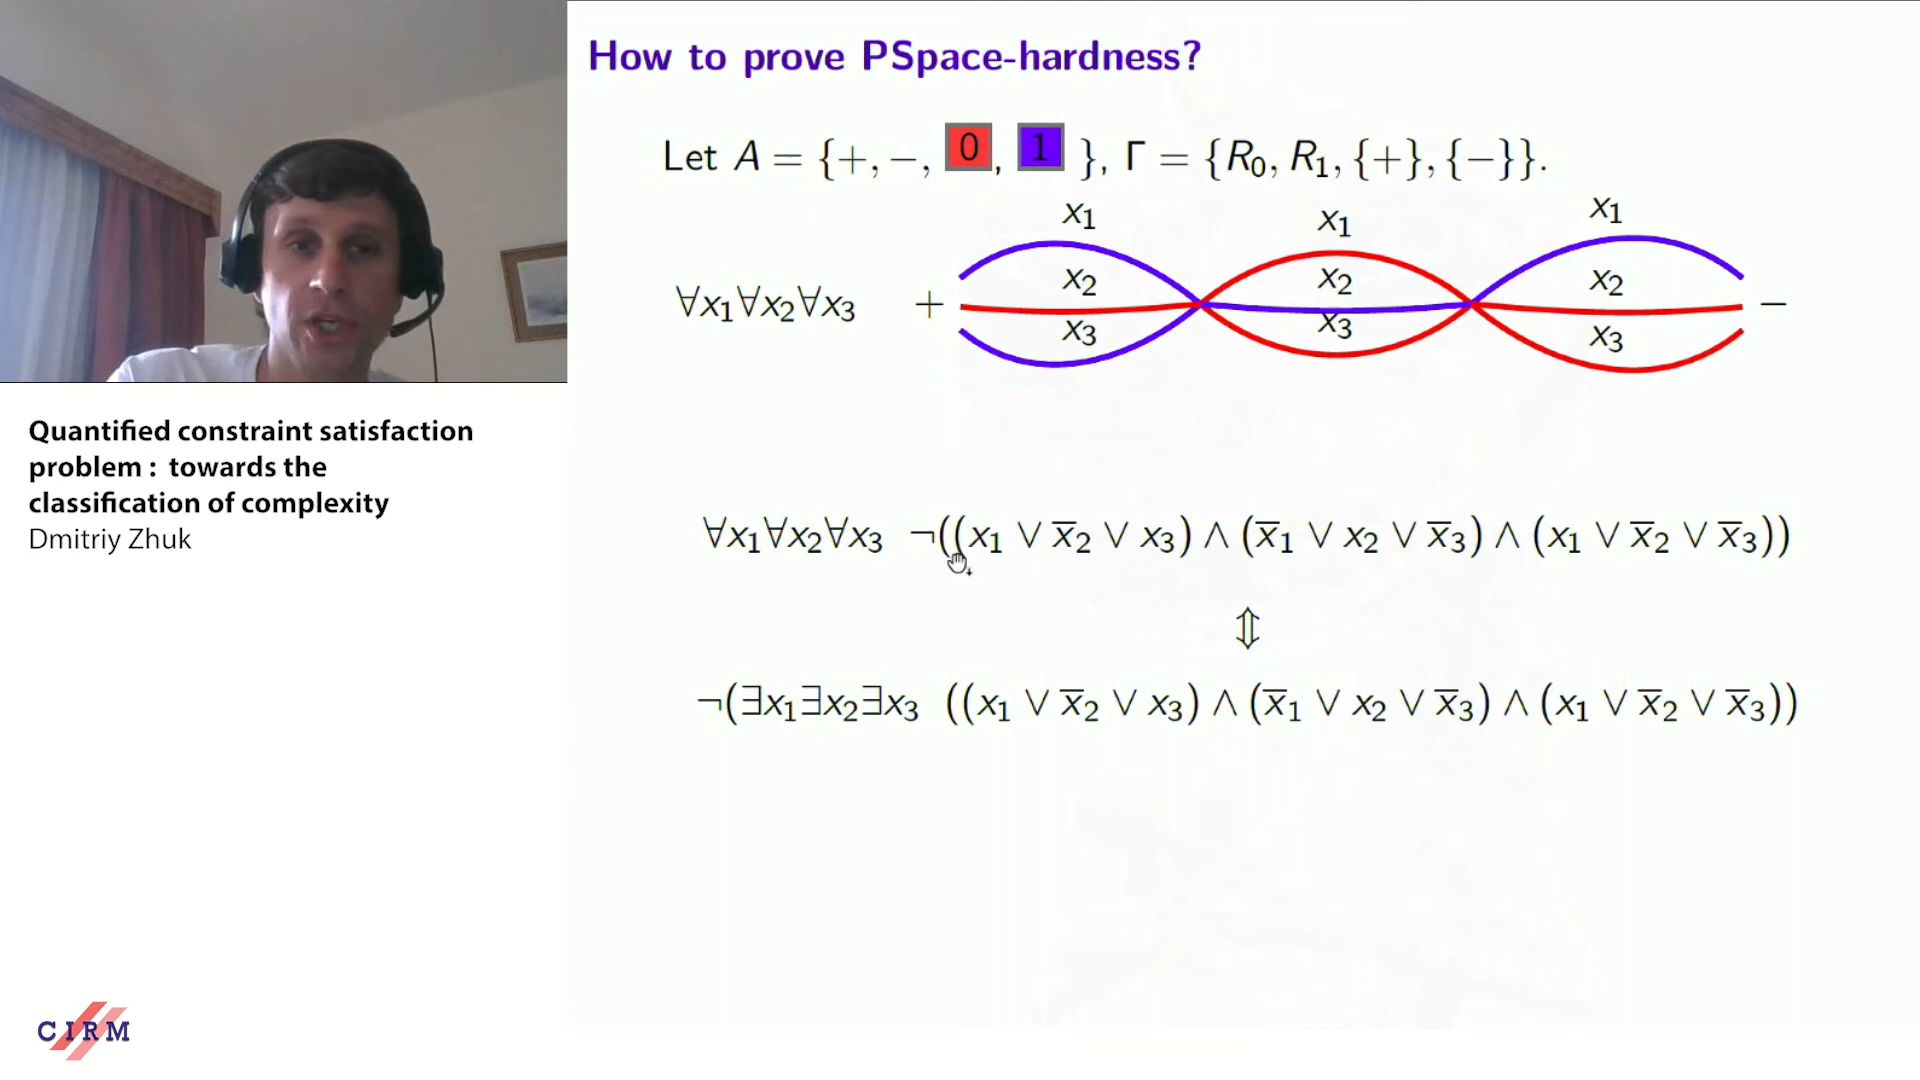 How to prove PSpace-hardness?
Let A = {+, −, 0, 1 }, Γ = {R₀, R₁, {+}, {−}}.
x₁ x₁ x₁
x₂ x₂ x₂
∀x₁∀x₂∀x₃ + −
x₃ x₃ x₃
Quantified constraint satisfaction
problem : towards the
classification of complexity
Dmitriy Zhuk
∀x₁∀x₂∀x₃ ¬((x₁ ∨ x̅₂ ∨ x₃) ∧ (x̅₁ ∨ x₂ ∨ x̅₃) ∧ (x₁ ∨ x̅₂ ∨ x̅₃))
⇕
¬(∃x₁∃x₂∃x₃ ((x₁ ∨ x̅₂ ∨ x₃) ∧ (x̅₁ ∨ x₂ ∨ x̅₃) ∧ (x₁ ∨ x̅₂ ∨ x̅₃))
CIRM